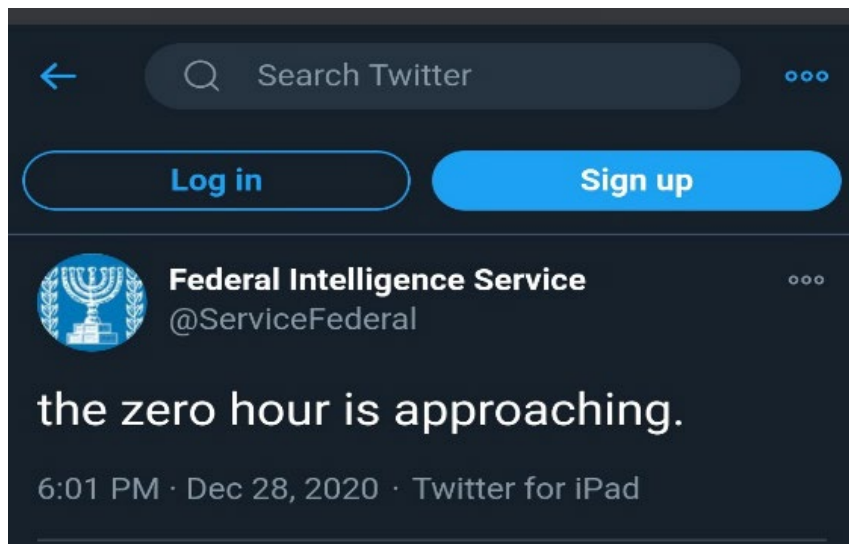 Search Twitter
Log in Sign up
Federal Intelligence Service
@ServiceFederal
the zero hour is approaching.
6:01 PM · Dec 28, 2020 · Twitter for iPad